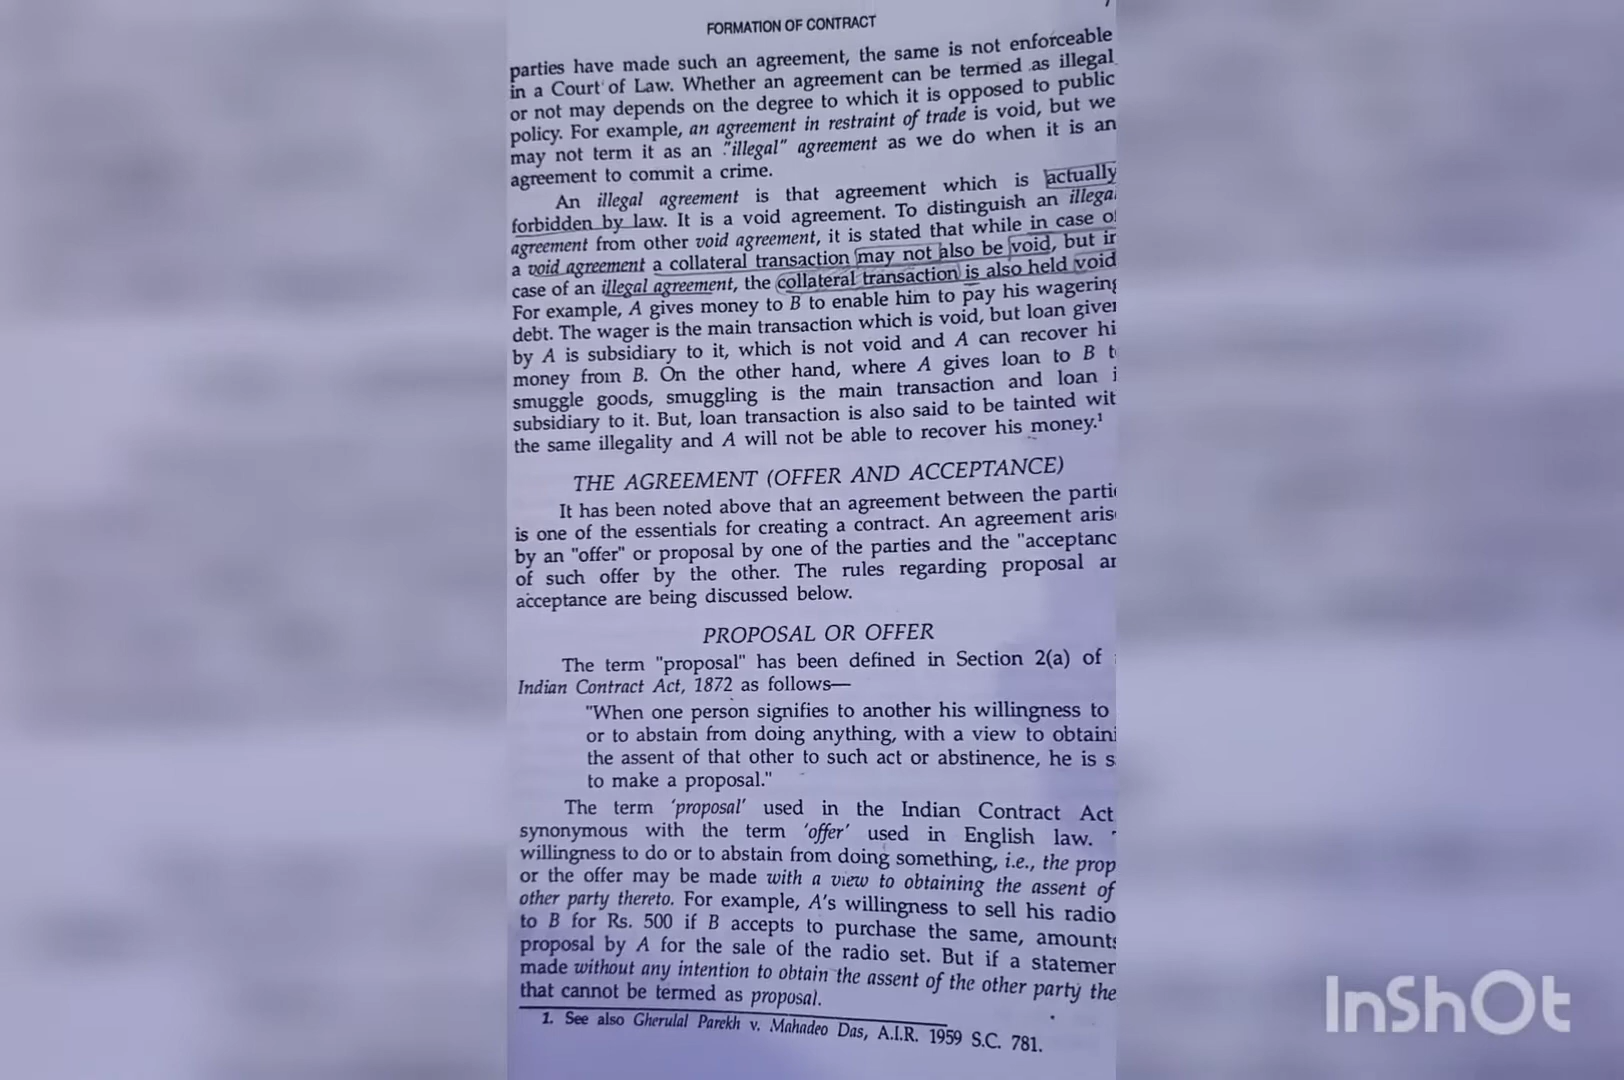 FORMATION OF CONTRACT
parties have made such an agreement, the same is not enforceable
in a Court of Law. Whether an agreement can be termed as illegal
or not may depends on the degree to which it is opposed to public
policy. For example, an agreement in restraint of trade is void, but we
may not term it as an "illegal" agreement as we do when it is an
agreement to commit a crime.
An illegal agreement is that agreement which is actually
forbidden by law. It is a void agreement. To distinguish an illega
agreement from other void agreement, it is stated that while in case o
a void agreement a collateral transaction may not also be void, but in
case of an illegal agreement, the collateral transaction is also held void
For example, A gives money to B to enable him to pay his wagering
debt. The wager is the main transaction which is void, but loan given
by A is subsidiary to it, which is not void and A can recover hi
money from B. On the other hand, where A gives loan to B t
smuggle goods, smuggling is the main transaction and loan i
subsidiary to it. But, loan transaction is also said to be tainted wit
the same illegality and A will not be able to recover his money.1
THE AGREEMENT (OFFER AND ACCEPTANCE)
It has been noted above that an agreement between the parti
is one of the essentials for creating a contract. An agreement aris
by an "offer" or proposal by one of the parties and the "acceptanc
of such offer by the other. The rules regarding proposal an
acceptance are being discussed below.
PROPOSAL OR OFFER
The term "proposal" has been defined in Section 2(a) of
Indian Contract Act, 1872 as follows—
"When one person signifies to another his willingness to
or to abstain from doing anything, with a view to obtaini
the assent of that other to such act or abstinence, he is s
to make a proposal."
The term 'proposal' used in the Indian Contract Act
synonymous with the term 'offer' used in English law.
willingness to do or to abstain from doing something, i.e., the prop
or the offer may be made with a view to obtaining the assent of
other party thereto. For example, A's willingness to sell his radio
to B for Rs. 500 if B accepts to purchase the same, amounts
proposal by A for the sale of the radio set. But if a statemen
made without any intention to obtain the assent of the other party the
that cannot be termed as proposal.
1. See also Gherulal Parekh v. Mahadeo Das, A.I.R. 1959 S.C. 781.
InShOt